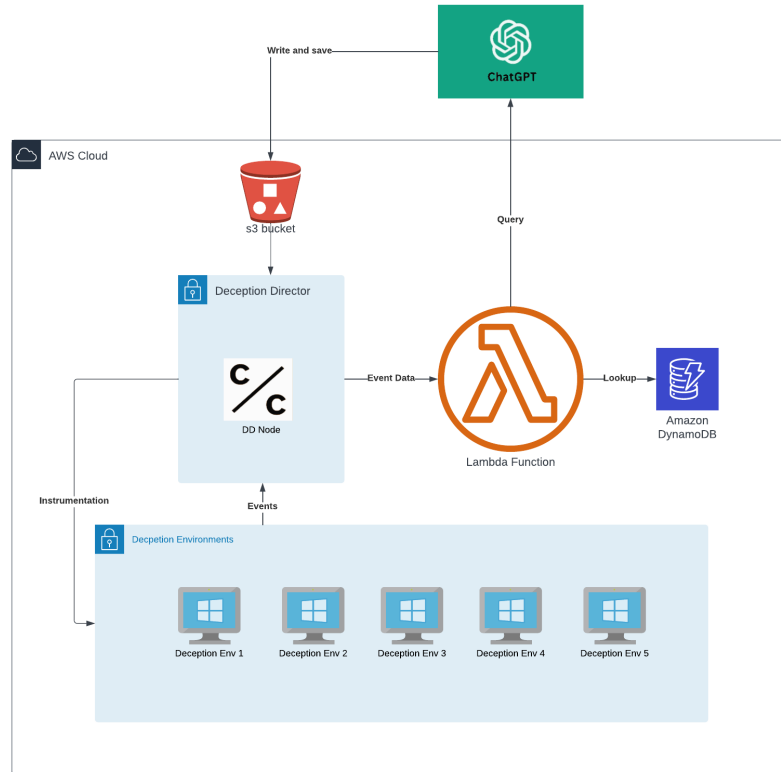 Write and save
ChatGPT
AWS Cloud
s3 bucket
Query
Deception Director
C
C
DD Node
Event Data
Lookup
Amazon
DynamoDB
Lambda Function
Instrumentation
Events
Decpetion Environments
Deception Env 1
Deception Env 2
Deception Env 3
Deception Env 4
Deception Env 5